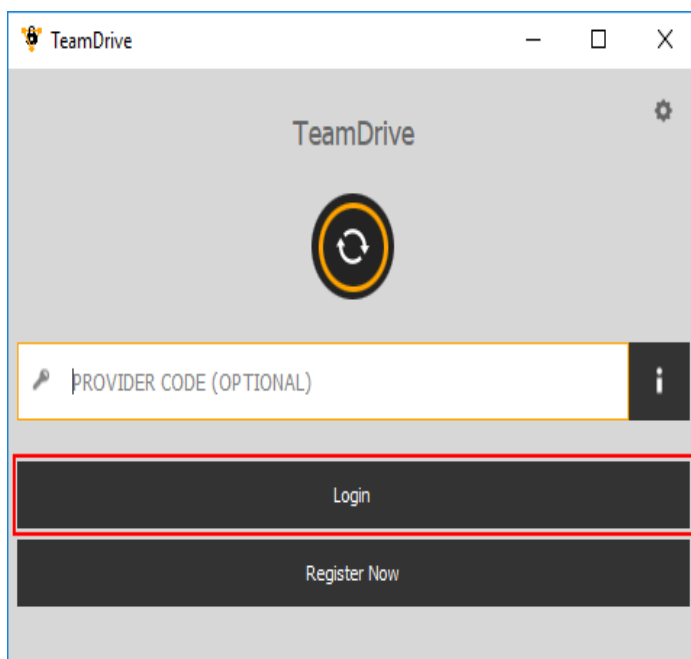 TeamDrive
TeamDrive
PROVIDER CODE (OPTIONAL)
Login
Register Now